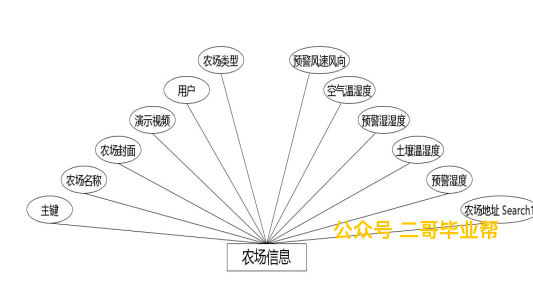 农场类型
预警风速风向
用户
空气温湿度
演示视频
预警湿湿度
农场封面
土壤温湿度
农场名称
预警湿度
主键
农场地址 Search1
公众号 二哥毕业帮
农场信息